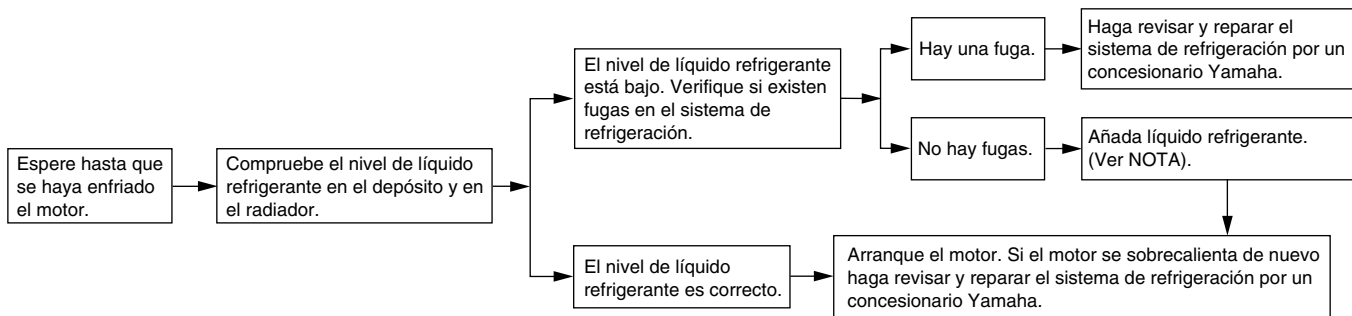 Espere hasta que
se haya enfriado
el motor.
Compruebe el nivel de líquido
refrigerante en el depósito y en
el radiador.
El nivel de líquido refrigerante
está bajo. Verifique si existen
fugas en el sistema de
refrigeración.
Hay una fuga.
Haga revisar y reparar el
sistema de refrigeración por un
concesionario Yamaha.
No hay fugas.
Añada líquido refrigerante.
(Ver NOTA).
El nivel de líquido
refrigerante es correcto.
Arranque el motor. Si el motor se sobrecalienta de nuevo
haga revisar y reparar el sistema de refrigeración por un
concesionario Yamaha.